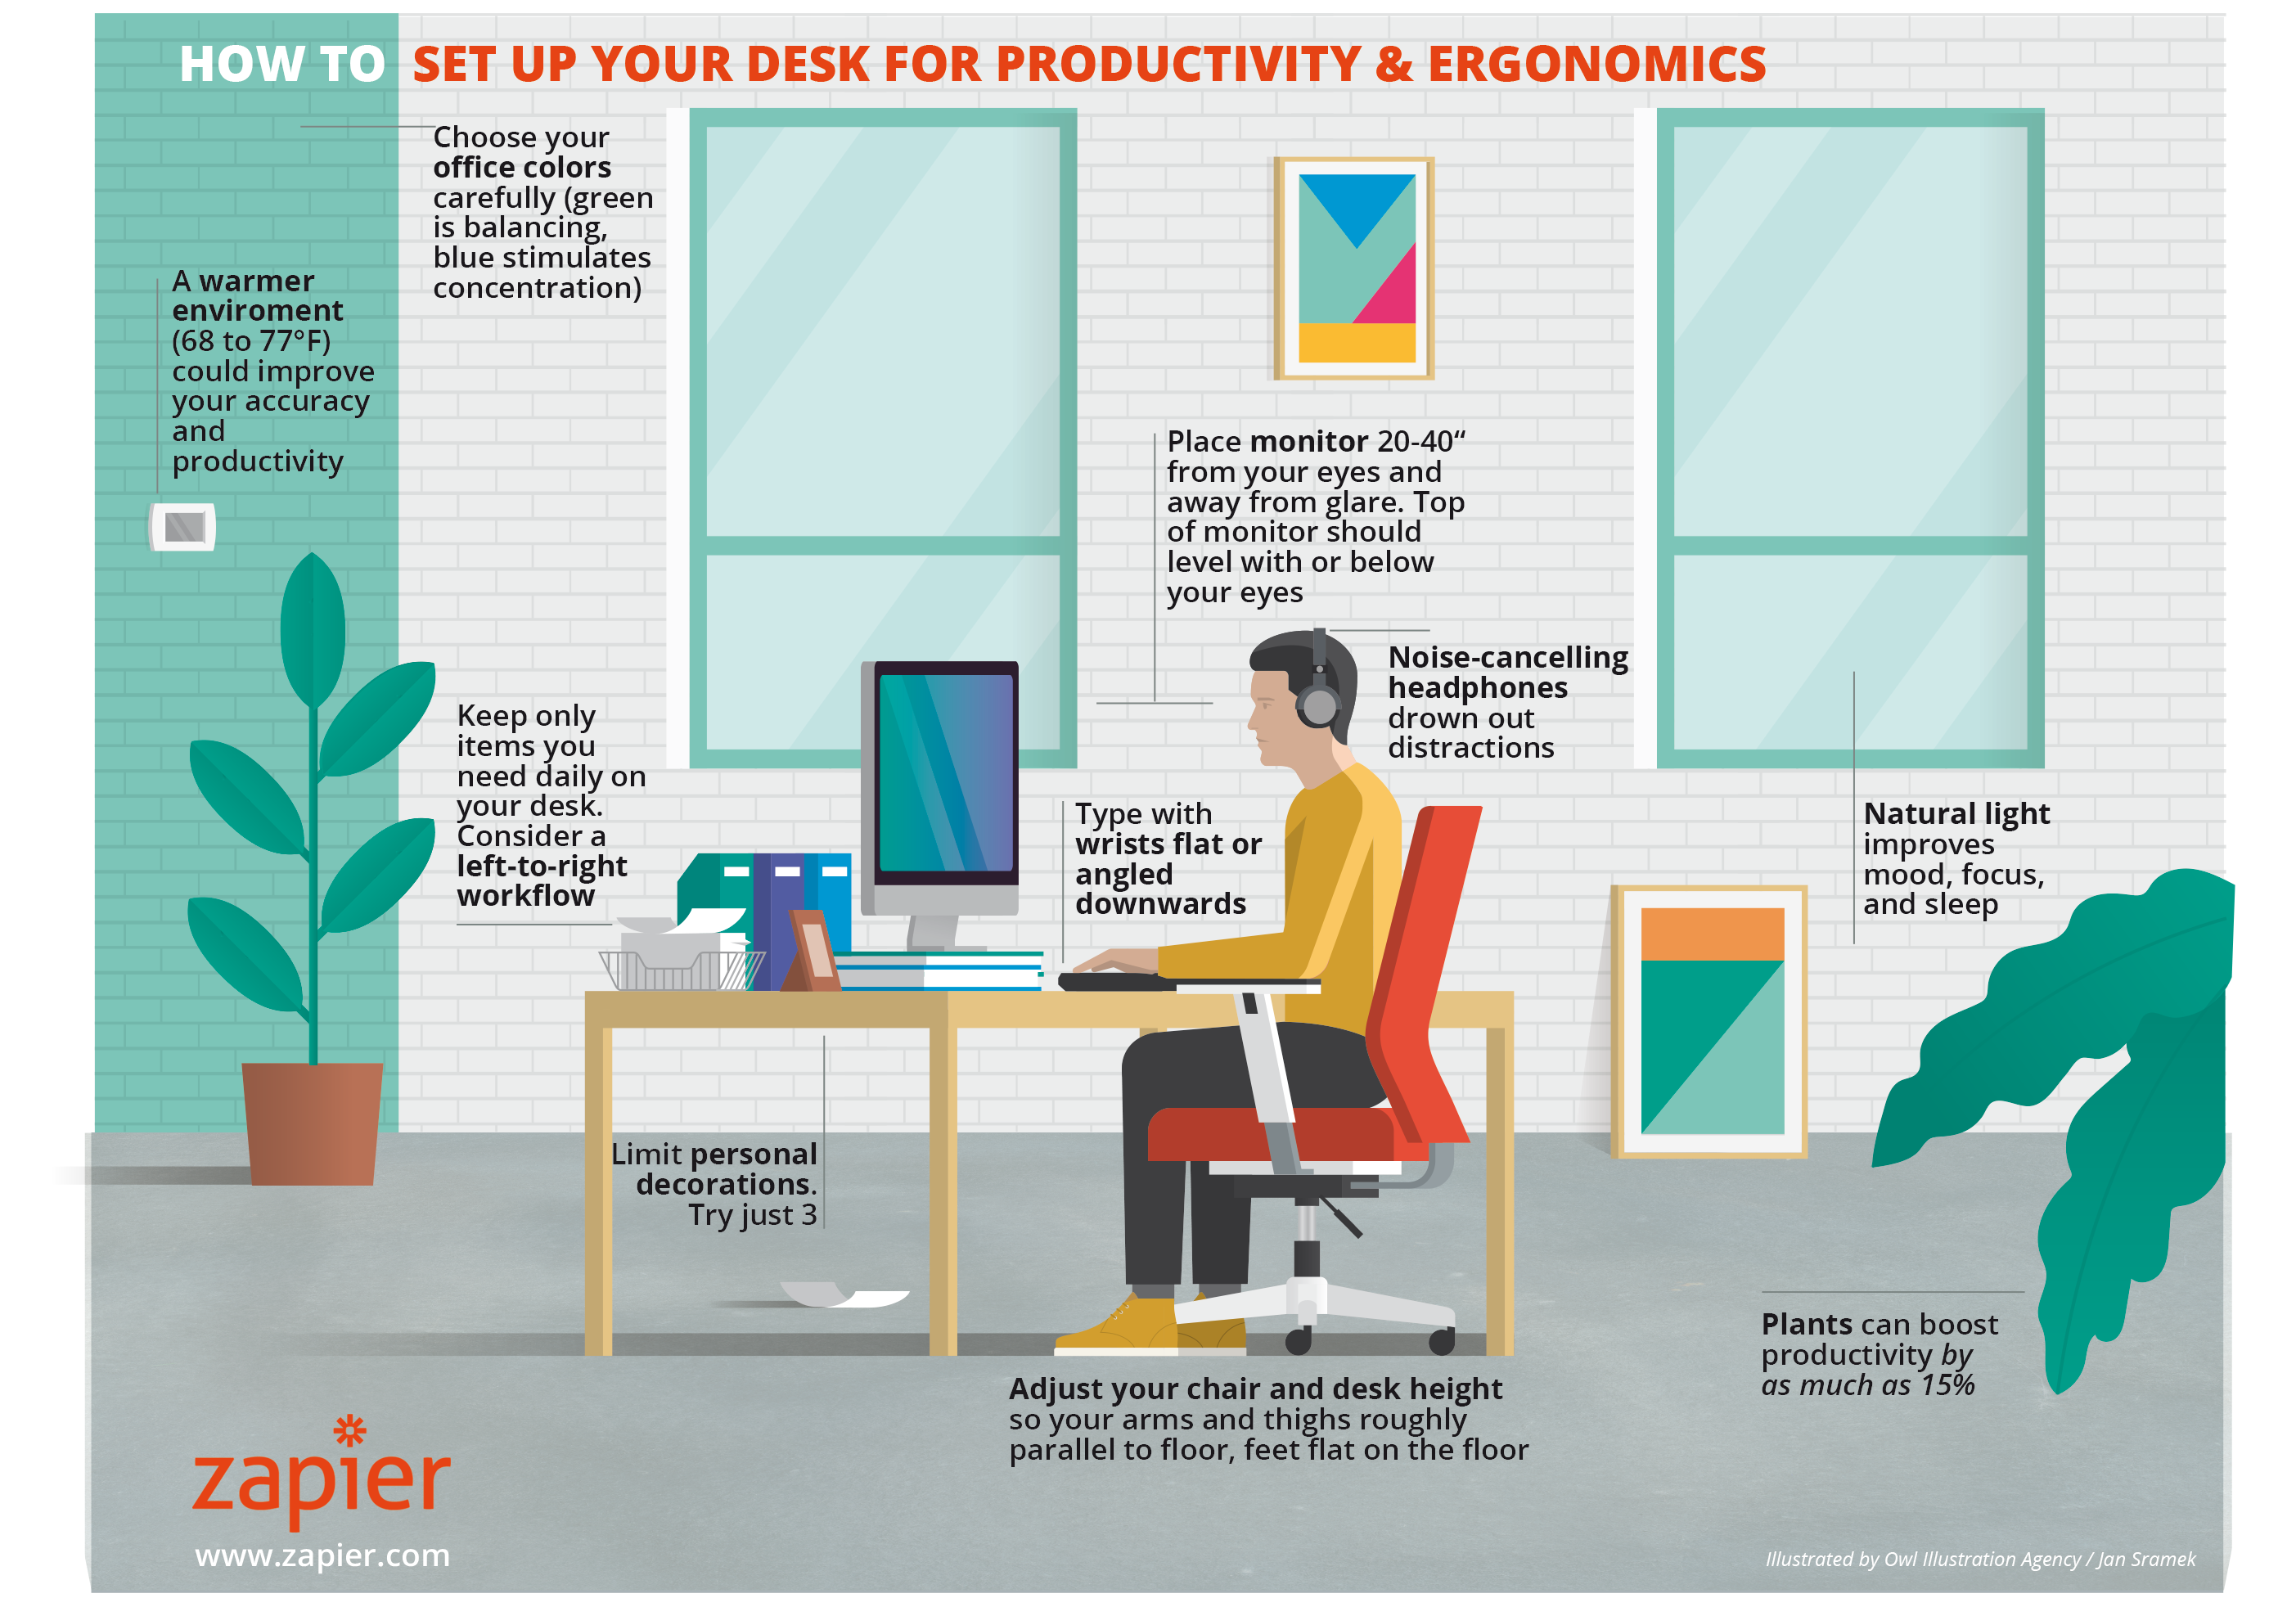 HOW TO SET UP YOUR DESK FOR PRODUCTIVITY & ERGONOMICS
Choose your
office colors
carefully (green
is balancing,
blue stimulates
concentration)
A warmer
enviroment
(68 to 77°F)
could improve
your accuracy
and
productivity
Place monitor 20-40“
from your eyes and
away from glare. Top
of monitor should
level with or below
your eyes
Noise-cancelling
headphones
drown out
distractions
Keep only
items you
need daily on
your desk.
Consider a
left-to-right
workflow
Type with
wrists flat or
angled
downwards
Natural light
improves
mood, focus,
and sleep
Limit personal
decorations.
Try just 3
Plants can boost
productivity by
as much as 15%
Adjust your chair and desk height
so your arms and thighs roughly
parallel to floor, feet flat on the floor
zapier
www.zapier.com
Illustrated by Owl Illustration Agency / Jan Sramek